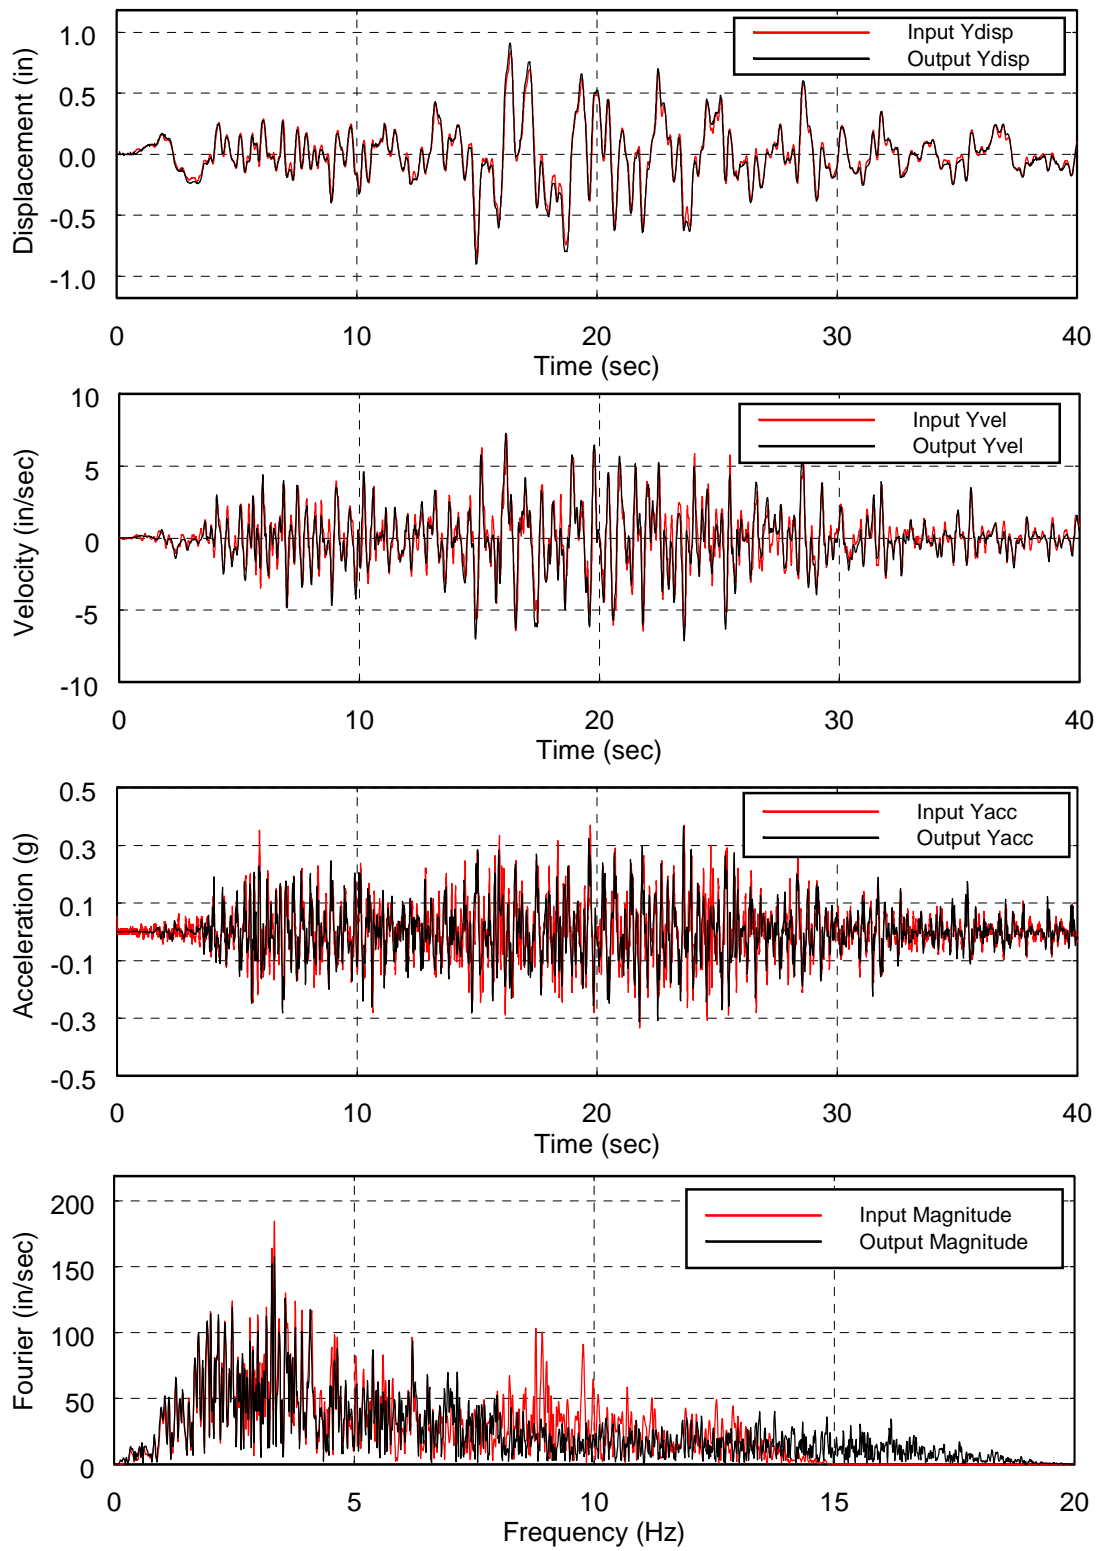 Displacement (in)
1.0
0.5
0.0
-0.5
-1.0
Input Ydisp
Output Ydisp
0 10 20 30 40
Time (sec)
Velocity (in/sec)
10
5
0
-5
-10
Input Yvel
Output Yvel
0 10 20 30 40
Time (sec)
Acceleration (g)
0.5
0.3
0.1
-0.1
-0.3
-0.5
Input Yacc
Output Yacc
0 10 20 30 40
Time (sec)
Fourier (in/sec)
200
150
100
50
0
Input Magnitude
Output Magnitude
0 5 10 15 20
Frequency (Hz)